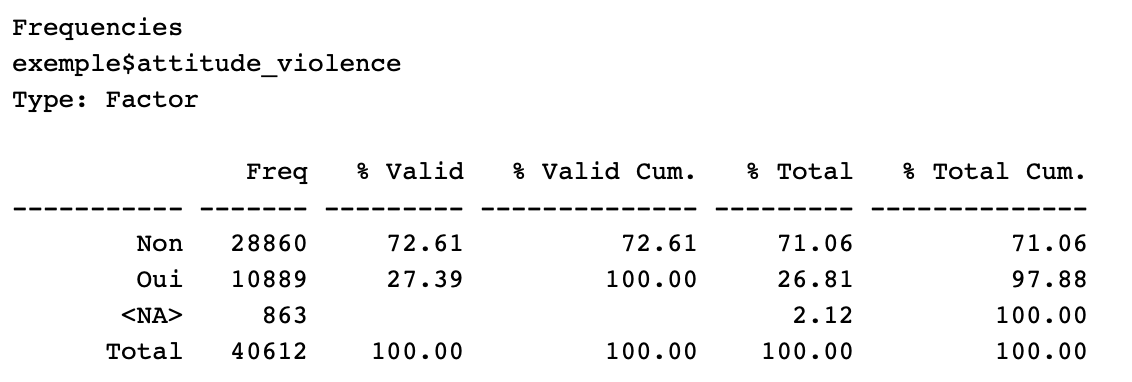 Frequencies
exemple$attitude_violence
Type: Factor
Freq % Valid % Valid Cum. % Total % Total Cum.
----------- ------- --------- -------------- --------- --------------
Non 28860 72.61 72.61 71.06 71.06
Oui 10889 27.39 100.00 26.81 97.88
<NA> 863 2.12 100.00
Total 40612 100.00 100.00 100.00 100.00